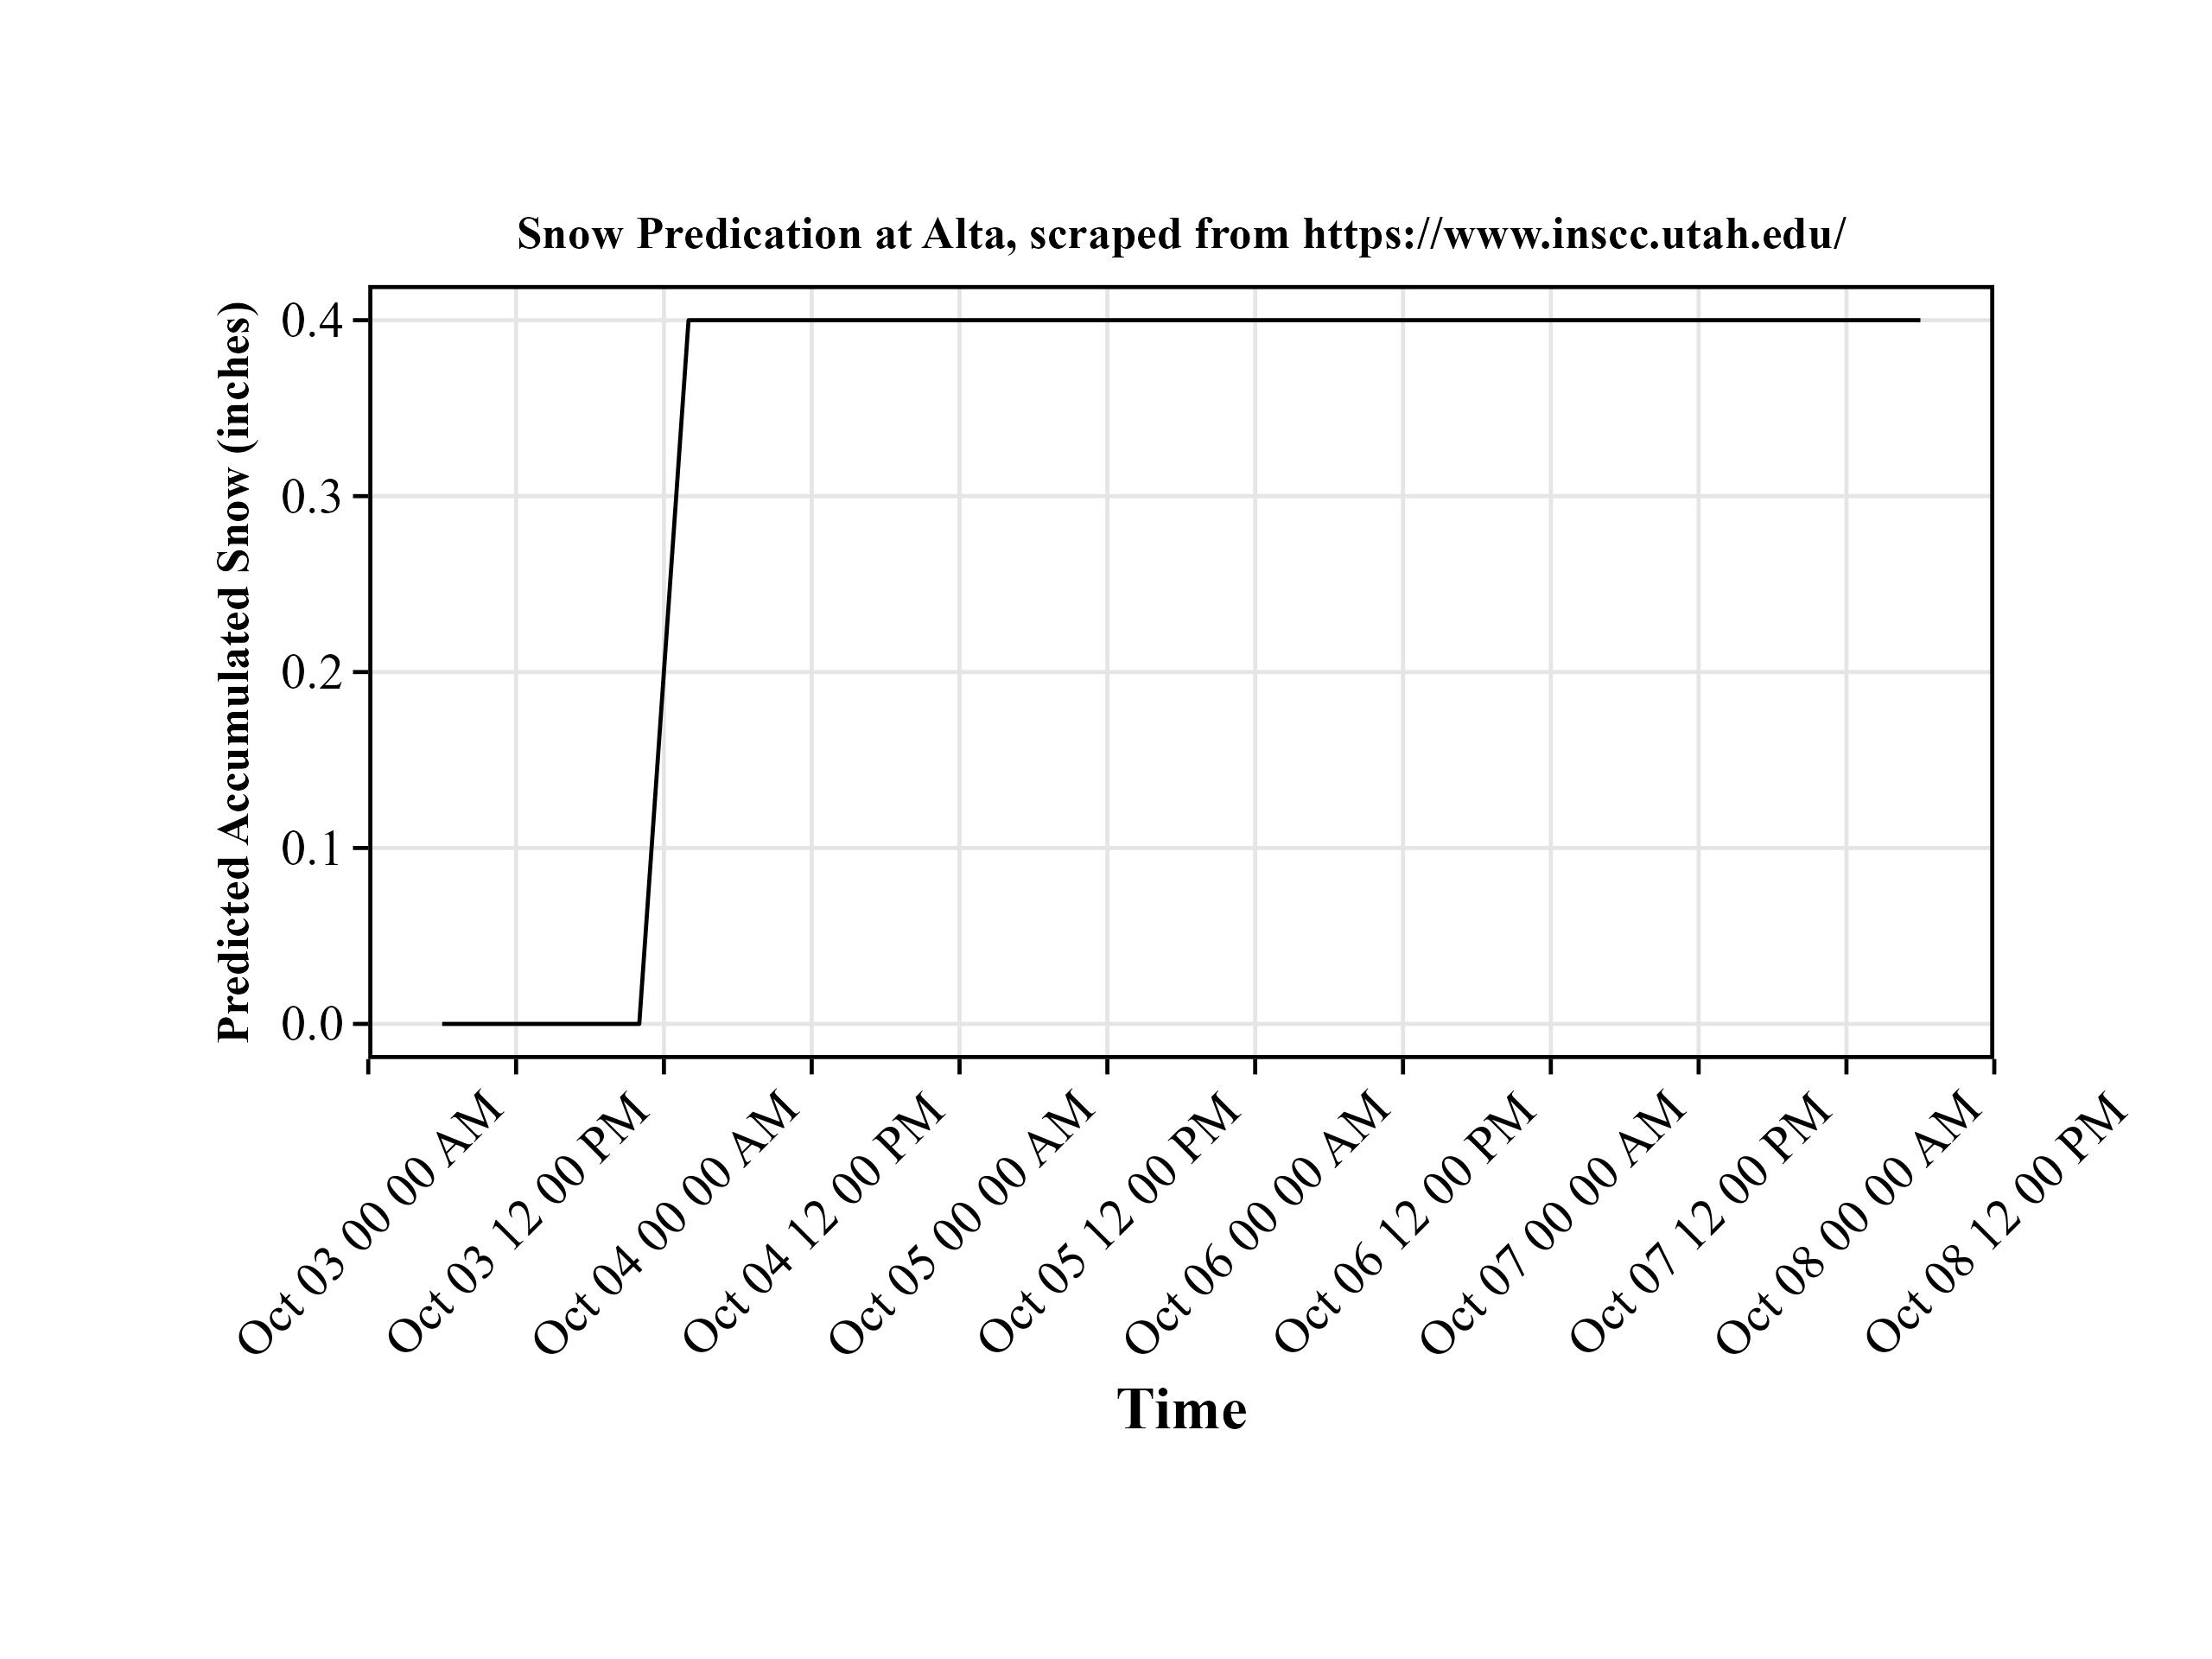 Snow Predication at Alta, scraped from https://www.inscc.utah.edu/
Predicted Accumulated Snow (inches)
0.4
0.3
0.2
0.1
0.0
Oct 03 00 00 AM
Oct 03 12 00 PM
Oct 04 00 00 AM
Oct 04 12 00 PM
Oct 05 00 00 AM
Oct 05 12 00 PM
Oct 06 00 00 AM
Oct 06 12 00 PM
Oct 07 00 00 AM
Oct 07 12 00 PM
Oct 08 00 00 AM
Oct 08 12 00 PM
Time